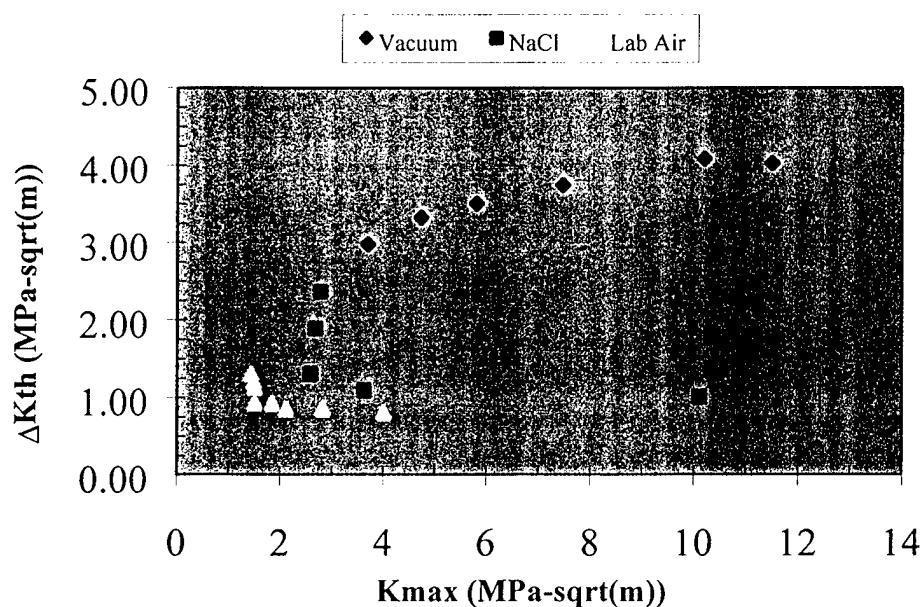 Vacuum NaCl Lab Air
5.00
4.00
3.00
2.00
1.00
0.00
ΔKth (MPa-sqrt(m))
0 2 4 6 8 10 12 14
Kmax (MPa-sqrt(m))